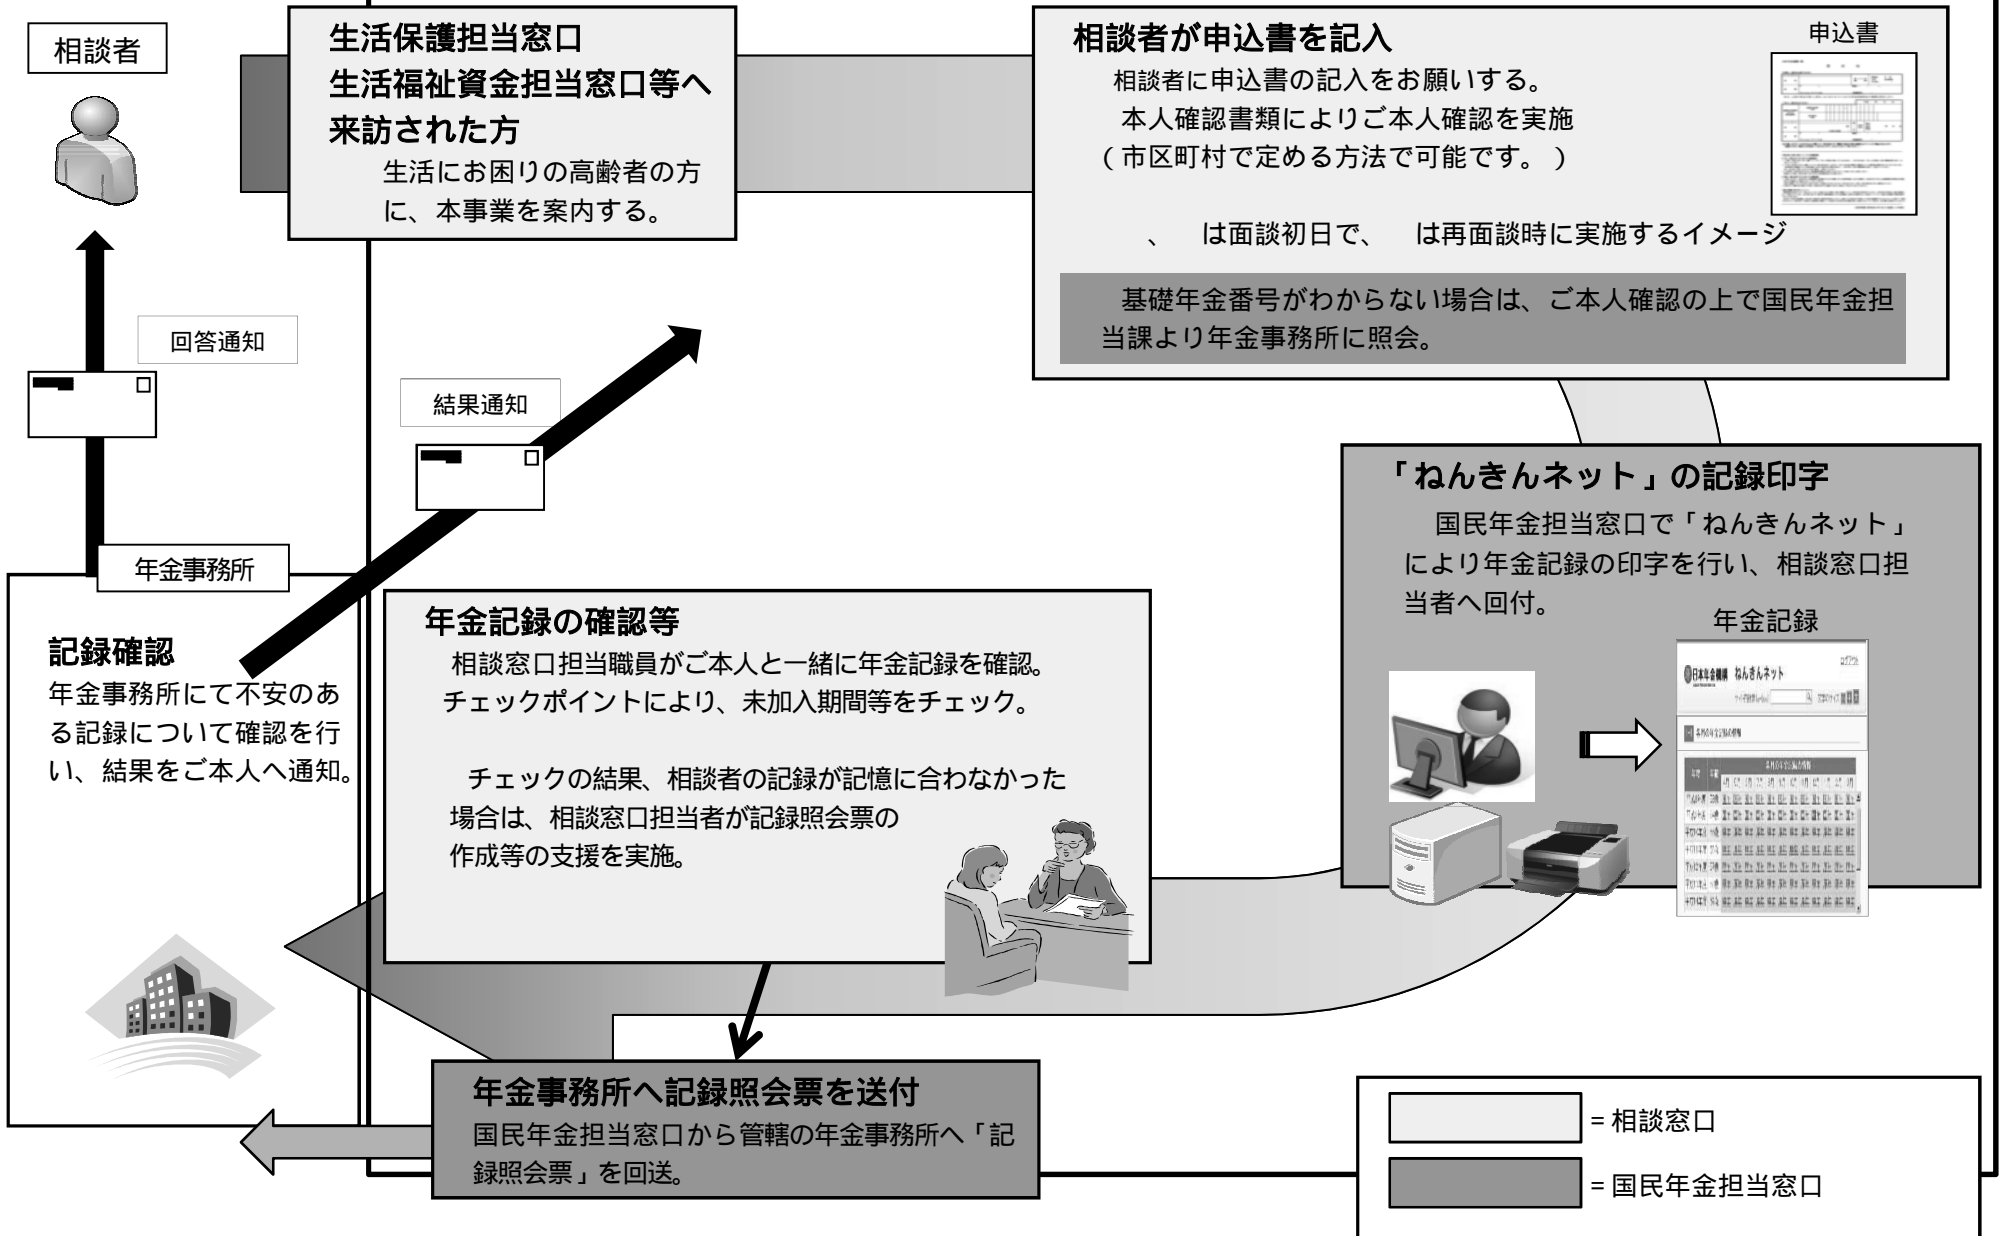 相談者
生活保護担当窓口
生活福祉資金担当窓口等へ
来訪された方
生活にお困りの高齢者の方
に、本事業を案内する。
相談者が申込書を記入
申込書
相談者に申込書の記入をお願いする。
本人確認書類によりご本人確認を実施
（市区町村で定める方法で可能です。）
、　は面談初日で、　は再面談時に実施するイメージ
基礎年金番号がわからない場合は、ご本人確認の上で国民年金担
当課より年金事務所に照会。
回答通知
結果通知
「ねんきんネット」の記録印字
国民年金担当窓口で「ねんきんネット」
により年金記録の印字を行い、相談窓口担
当者へ回付。
年金記録
日本年金機構 ねんきんネット
ログアウト
年金事務所
記録確認
年金事務所にて不安のあ
る記録について確認を行
い、結果をご本人へ通知。
年金記録の確認等
相談窓口担当職員がご本人と一緒に年金記録を確認。
チェックポイントにより、未加入期間等をチェック。
チェックの結果、相談者の記録が記憶に合わなかった
場合は、相談窓口担当者が記録照会票の
作成等の支援を実施。
年金事務所へ記録照会票を送付
国民年金担当窓口から管轄の年金事務所へ「記
録照会票」を回送。
= 相談窓口
= 国民年金担当窓口